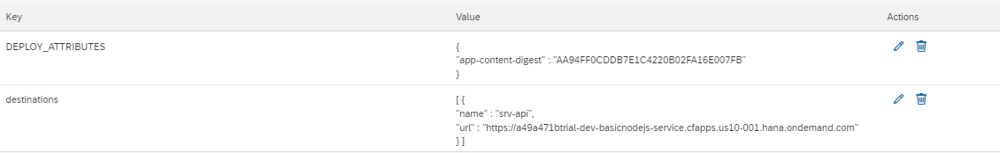 Key Value Actions
DEPLOY_ATTRIBUTES {
"app-content-digest" : "AA94FF0CDDB7E1C4220B02FA16E007FB"
}
destinations [ {
"name" : "srv-api",
"url" : "https://a49a471btrial-dev-basicnodejs-service.cfapps.us10-001.hana.ondemand.com"
} ]